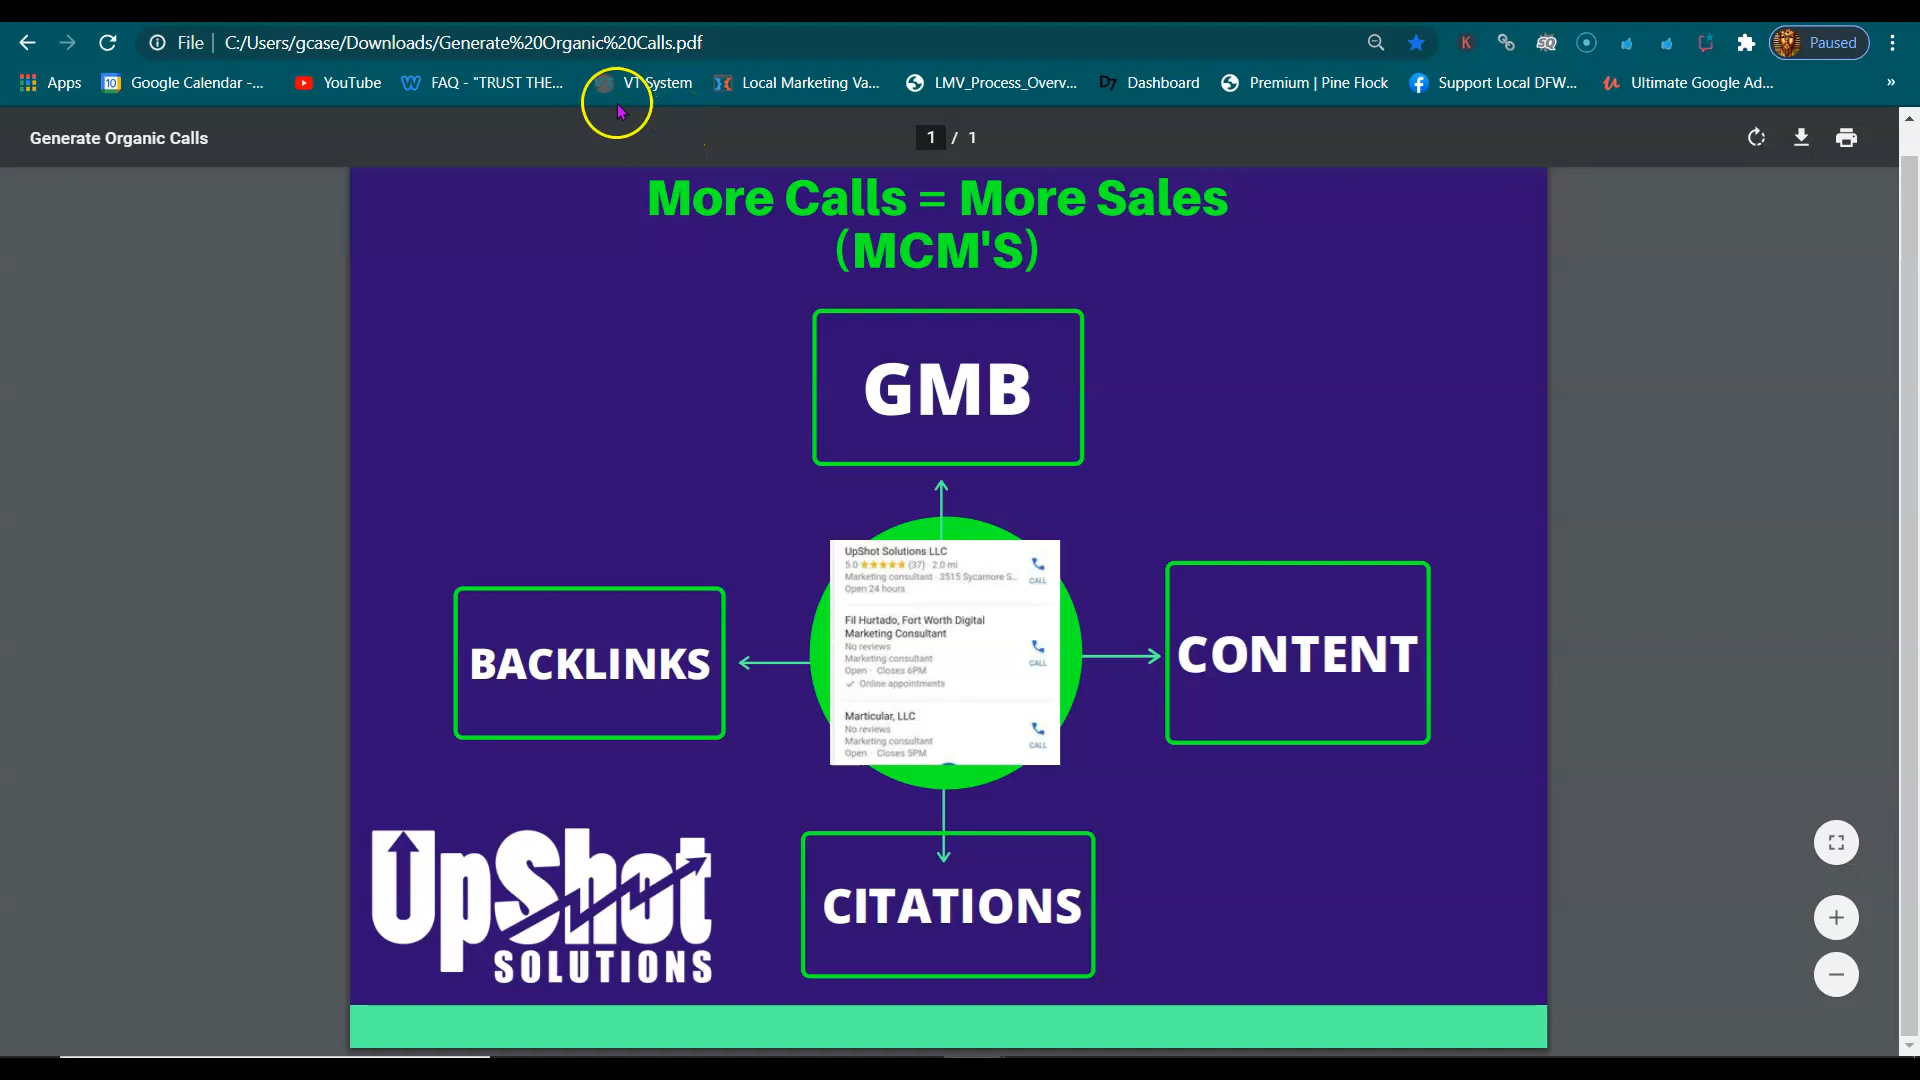 File
C:/Users/gcase/Downloads/Generate%20Organic%20Calls.pdf
Paused
Apps
10
Google Calendar -...
YouTube
FAQ - "TRUST THE...
VT System
Local Marketing Va...
LMV_Process_Overv...
D7
Dashboard
Premium | Pine Flock
Support Local DFW...
Ultimate Google Ad...
»
Generate Organic Calls
1 / 1
More Calls = More Sales
(MCM'S)
GMB
UpShot Solutions LLC
5.0 ★★★★★ (37) · 2.0 mi
Marketing consultant · 3515 Sycamore S...
Open 24 hours
CALL
Fil Hurtado, Fort Worth Digital
Marketing Consultant
No reviews
Marketing consultant
Open · Closes 6PM
✓ Online appointments
CALL
Marticular, LLC
No reviews
Marketing consultant
Open · Closes 5PM
CALL
BACKLINKS
CONTENT
CITATIONS
UpShot
SOLUTIONS